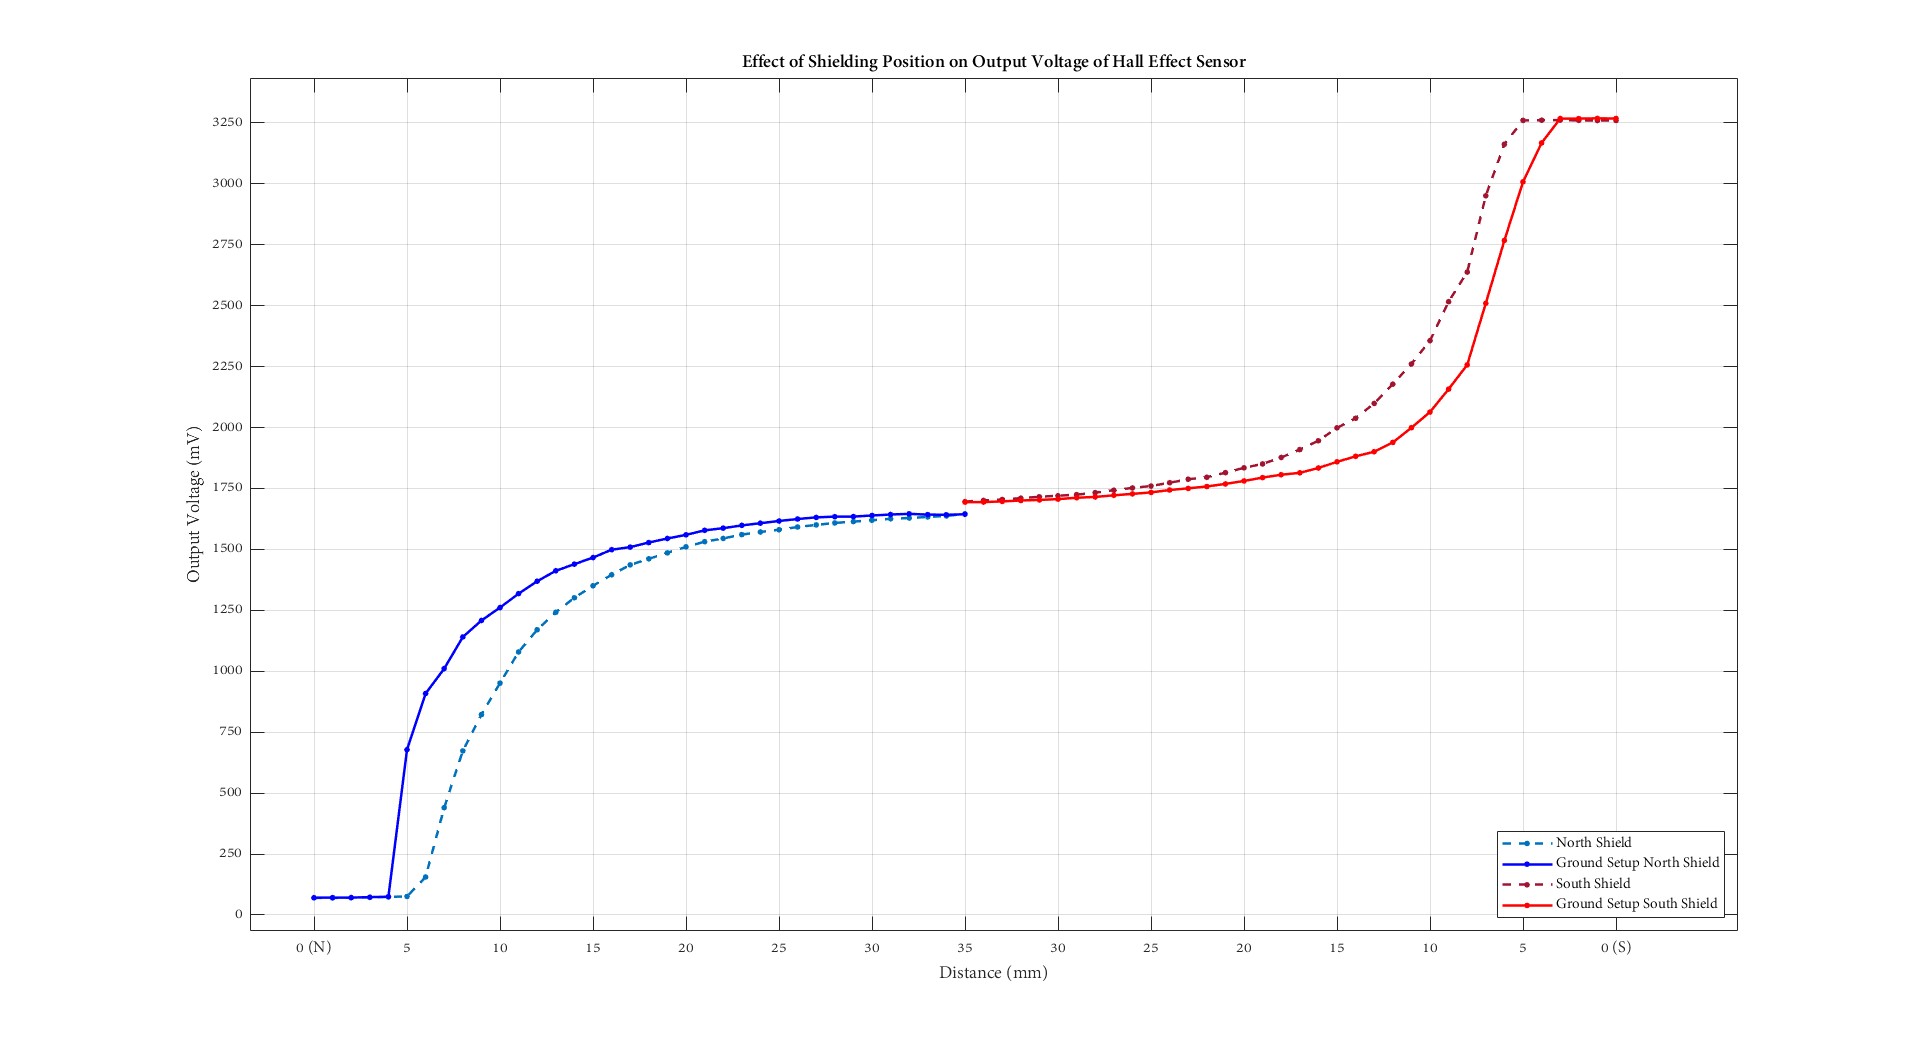 Effect of Shielding Position on Output Voltage of Hall Effect Sensor
3250
3000
2750
2500
2250
2000
1750
1500
1250
1000
750
500
250
0
Output Voltage (mV)
North Shield
Ground Setup North Shield
South Shield
Ground Setup South Shield
0 (N) 5 10 15 20 25 30 35 30 25 20 15 10 5 0 (S)
Distance (mm)